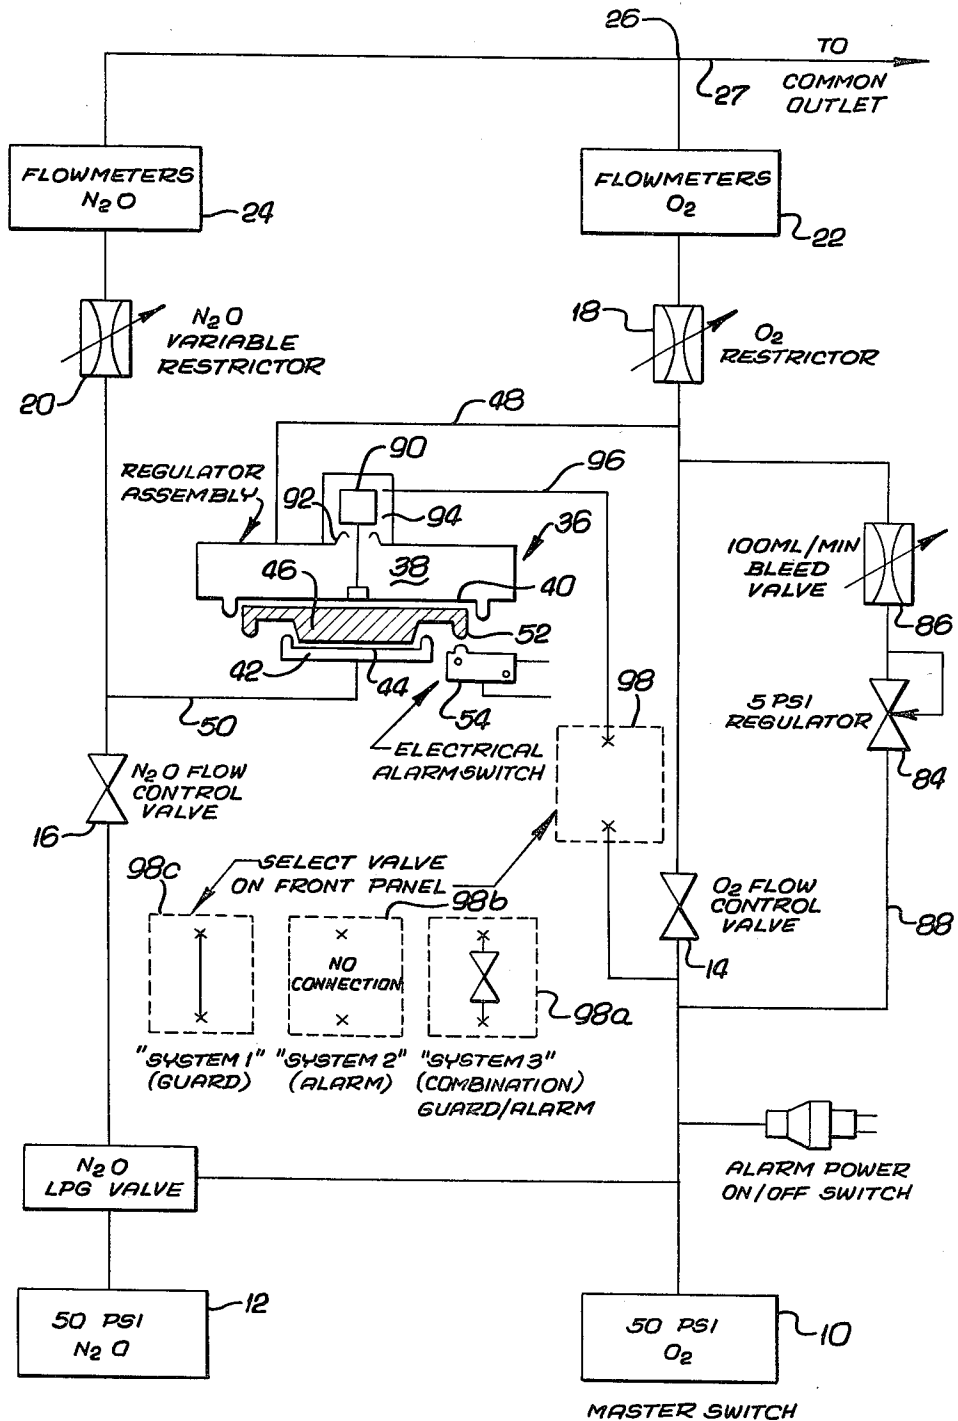 26
TO
COMMON
OUTLET
27
FLOWMETERS
N2O
24
FLOWMETERS
O2
22
N2O
VARIABLE
RESTRICTOR
20
18
O2
RESTRICTOR
48
REGULATOR
ASSEMBLY
90
92
94
96
36
38
46
40
52
42
44
54
50
100ML/MIN
BLEED
VALVE
86
5 PSI
REGULATOR
84
98
ELECTRICAL
ALARM SWITCH
N2O FLOW
CONTROL
VALVE
16
98c
SELECT VALVE
ON FRONT PANEL
98b
O2 FLOW
CONTROL
VALVE
14
88
NO
CONNECTION
98a
"SYSTEM 1"
(GUARD)
"SYSTEM 2"
(ALARM)
"SYSTEM 3"
(COMBINATION)
GUARD/ALARM
N2O
LPG VALVE
ALARM POWER
ON/OFF SWITCH
50 PSI
N2O
12
50 PSI
O2
10
MASTER SWITCH